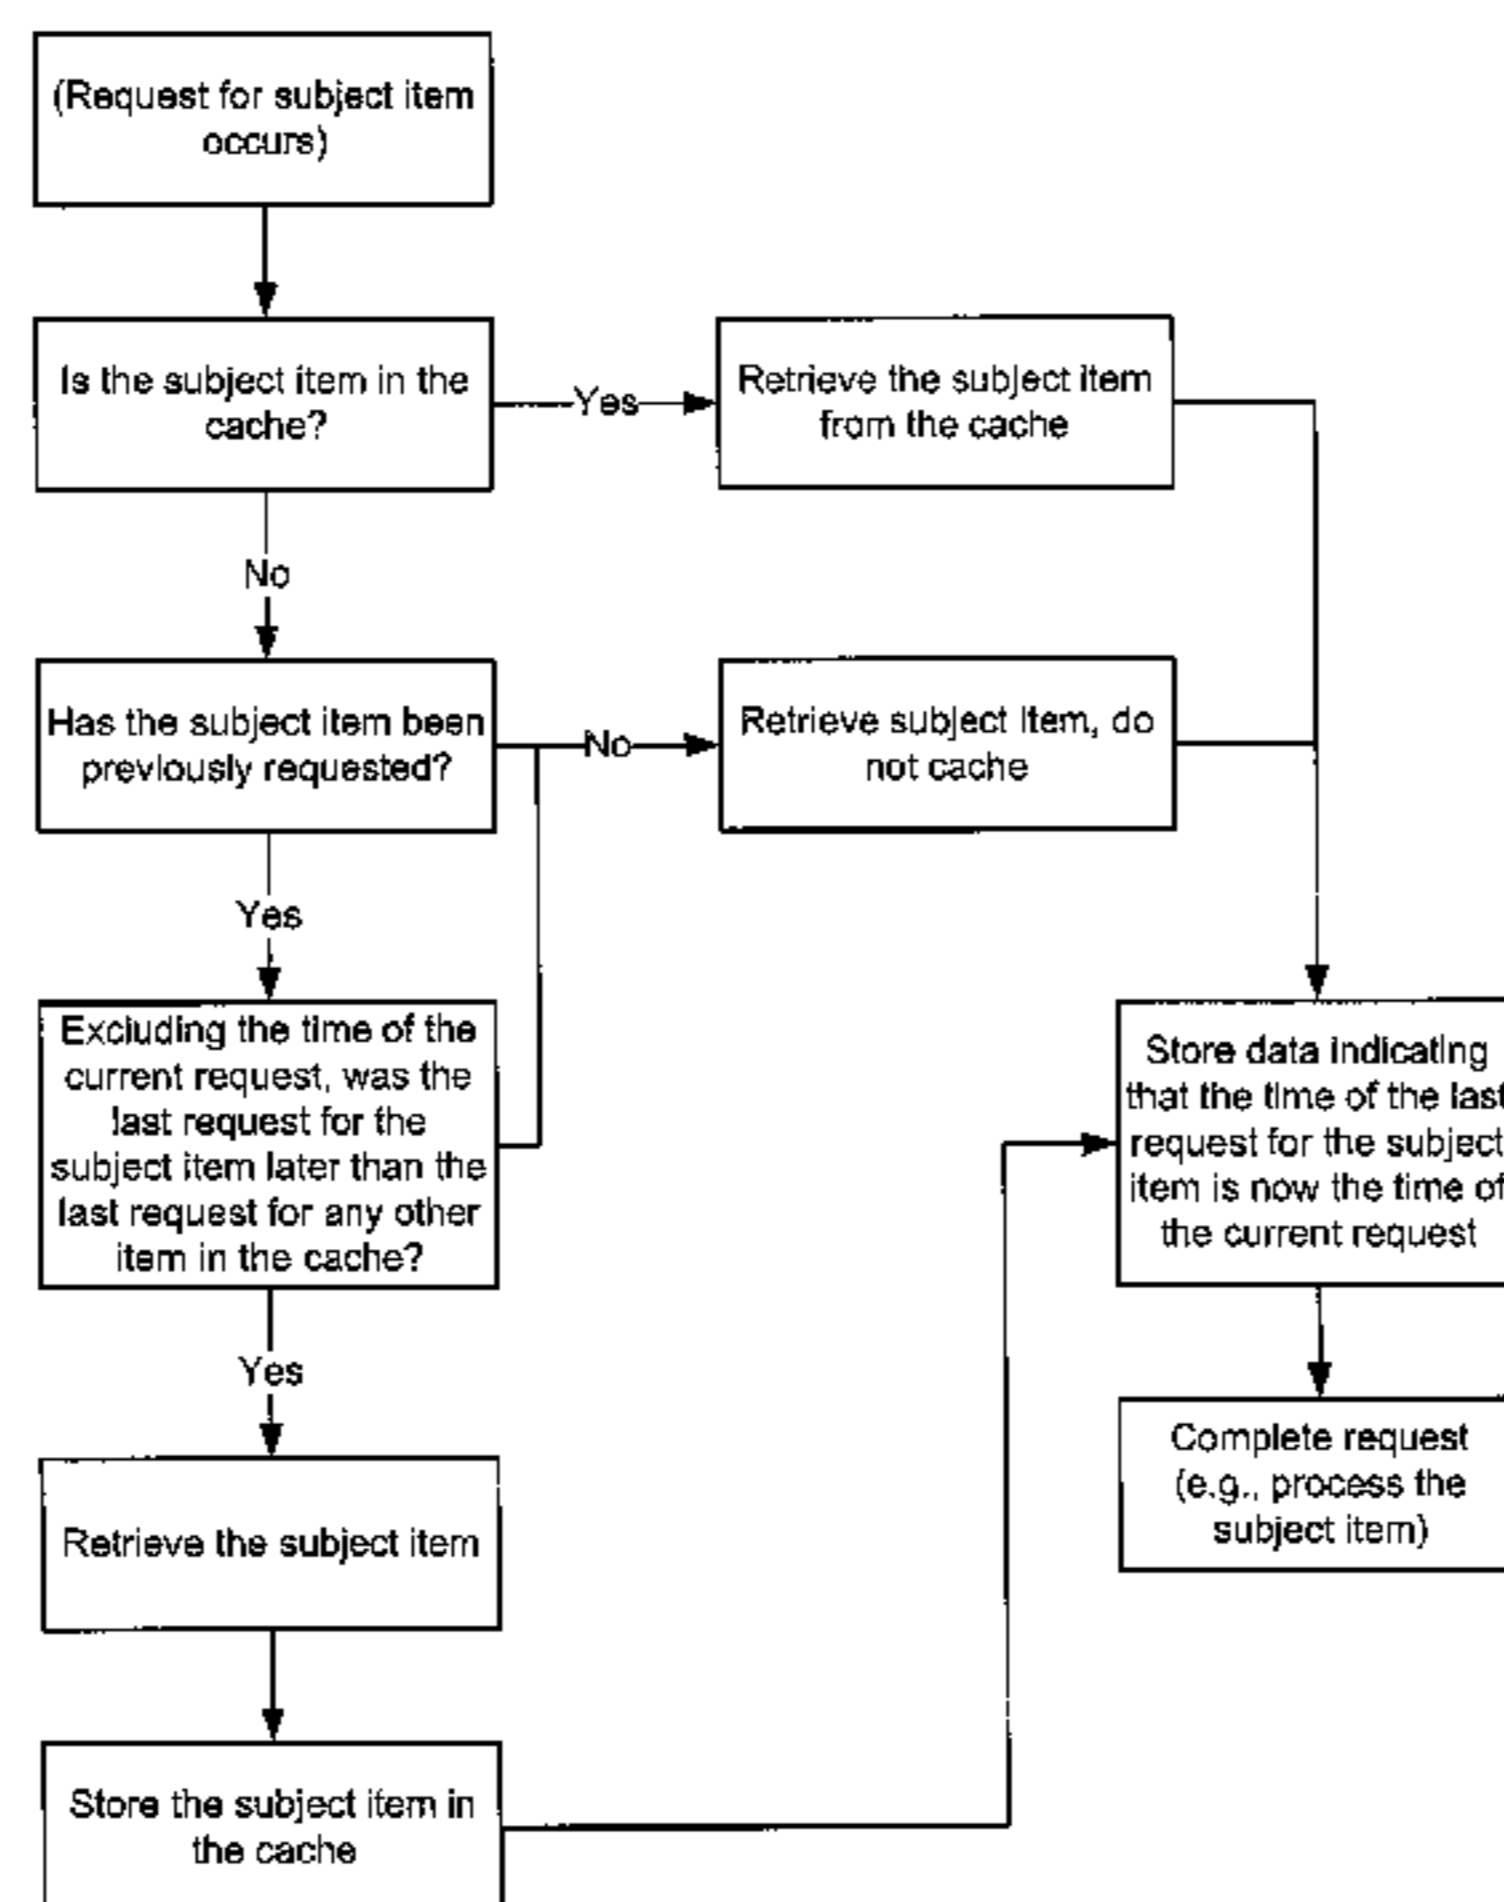 (Request for subject item
occurs)
Is the subject item in the
cache?
Yes
Retrieve the subject item
from the cache
No
Has the subject item been
previously requested?
No
Retrieve subject item, do
not cache
Yes
Excluding the time of the
current request, was the
last request for the
subject item later than the
last request for any other
item in the cache?
Store data indicating
that the time of the last
request for the subject
item is now the time of
the current request
Yes
Complete request
(e.g., process the
subject item)
Retrieve the subject item
Store the subject item in
the cache